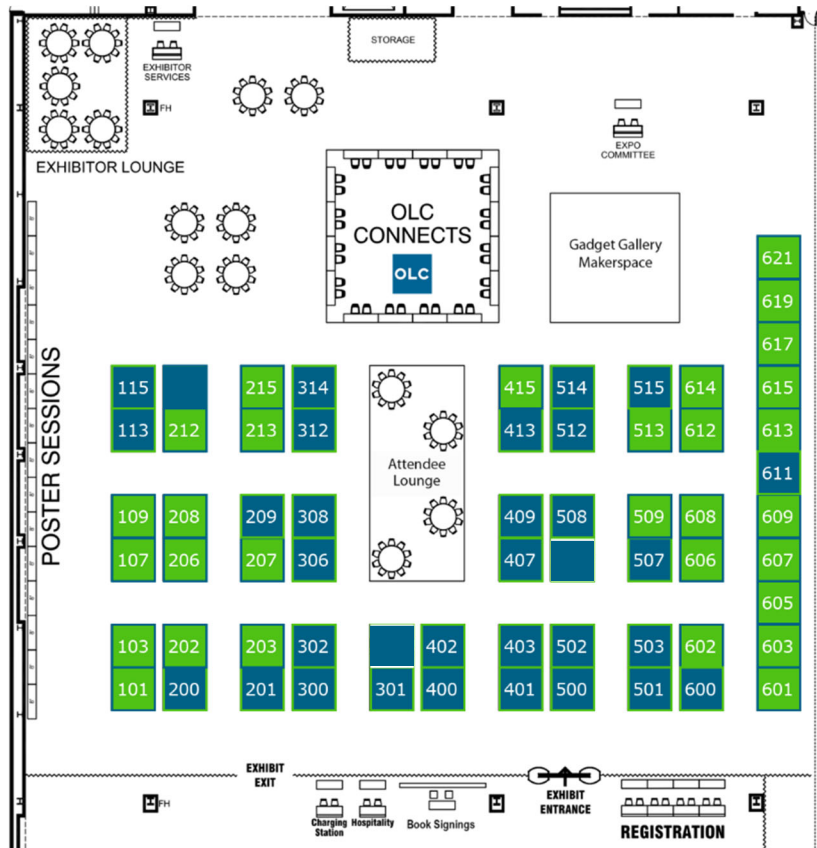 STORAGE
EXHIBITOR
SERVICES
FH
EXPO
COMMITTEE
EXHIBITOR LOUNGE
OLC
CONNECTS
OLC
Gadget Gallery
Makerspace
POSTER SESSIONS
621
619
617
115 215 314 415 514 515 614 615
113 212 213 312 413 512 513 612 613
Attendee
Lounge
611
109 208 209 308 409 508 509 608 609
107 206 207 306 407 507 606 607
605
103 202 203 302 402 403 502 503 602 603
101 200 201 300 301 400 401 500 501 600 601
EXHIBIT
EXIT
FH
Charging
Station
Hospitality
Book Signings
EXHIBIT
ENTRANCE
REGISTRATION